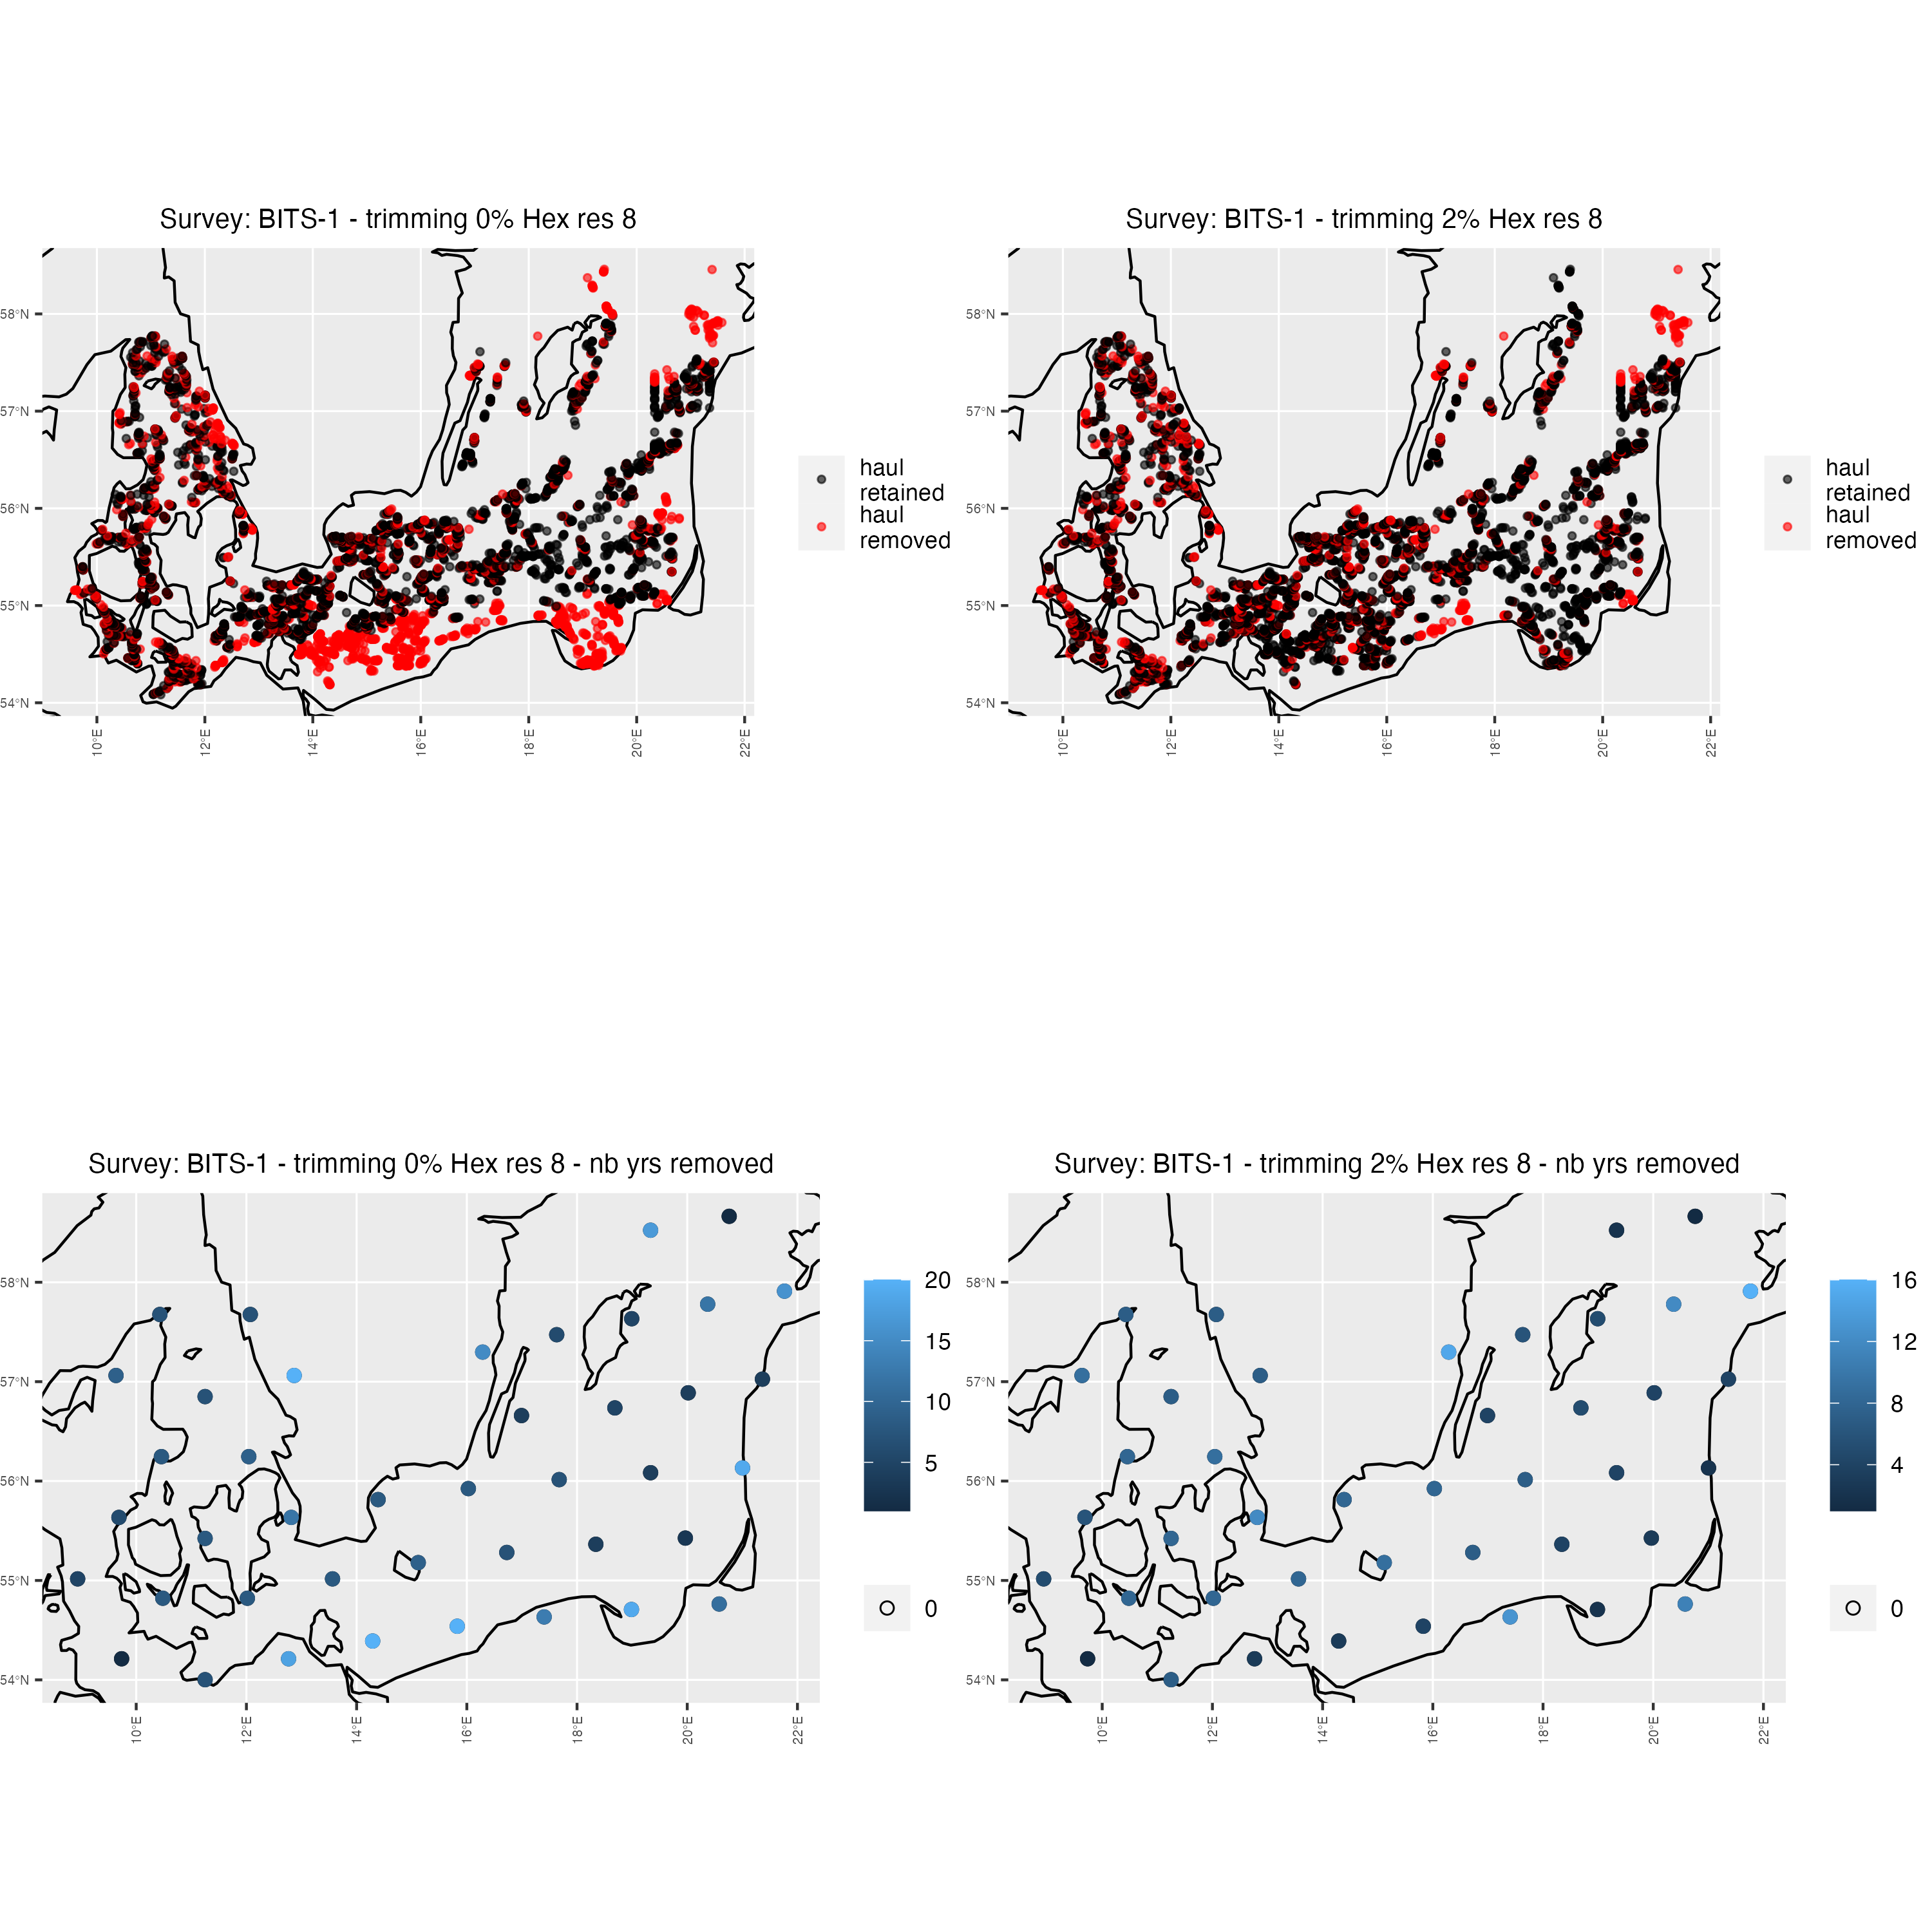 Survey: BITS-1 - trimming 0% Hex res 8
58°N
57°N
56°N
55°N
54°N
10°E
12°E
14°E
16°E
18°E
20°E
22°E
haul
retained
haul
removed
Survey: BITS-1 - trimming 2% Hex res 8
58°N
57°N
56°N
55°N
54°N
10°E
12°E
14°E
16°E
18°E
20°E
22°E
haul
retained
haul
removed
Survey: BITS-1 - trimming 0% Hex res 8 - nb yrs removed
58°N
57°N
56°N
55°N
54°N
10°E
12°E
14°E
16°E
18°E
20°E
22°E
20
15
10
5
0
Survey: BITS-1 - trimming 2% Hex res 8 - nb yrs removed
58°N
57°N
56°N
55°N
54°N
10°E
12°E
14°E
16°E
18°E
20°E
22°E
16
12
8
4
0